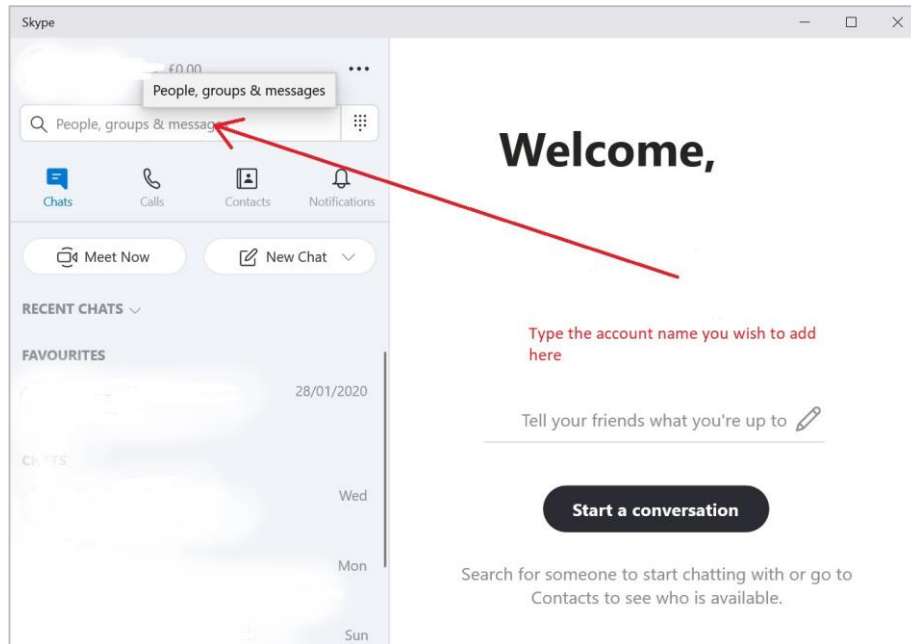 Skype
£0.00
People, groups & messages
People, groups & messages
Chats
Calls
Contacts
Notifications
Meet Now
New Chat
RECENT CHATS
FAVOURITES
28/01/2020
CHATS
Wed
Mon
Sun
Welcome,
Type the account name you wish to add
here
Tell your friends what you're up to
Start a conversation
Search for someone to start chatting with or go to
Contacts to see who is available.